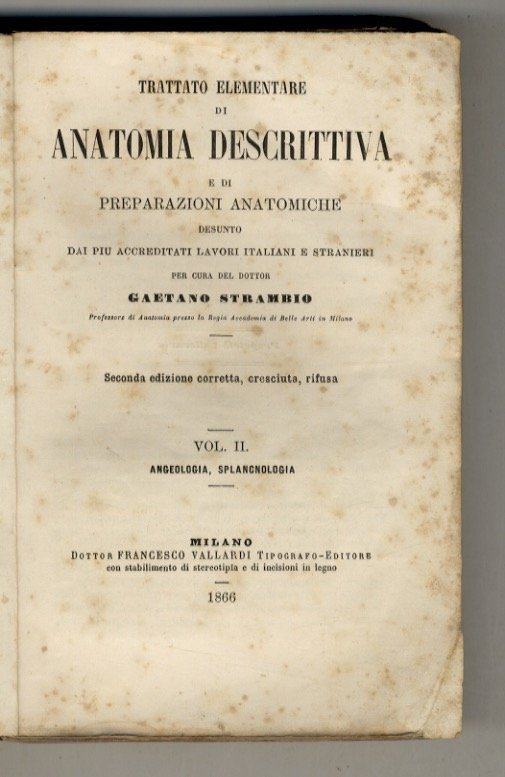 TRATTATO ELEMENTARE
DI
ANATOMIA DESCRITTIVA
E DI
PREPARAZIONI ANATOMICHE
DESUNTO
DAI PIU ACCREDITATI LAVORI ITALIANI E STRANIERI
PER CURA DEL DOTTOR
GAETANO STRAMBIO
Professore di Anatomia presso la Regia Accademia di Belle Arti in Milano
Seconda edizione corretta, cresciuta, rifusa
VOL. II.
ANGEOLOGIA, SPLANCNOLOGIA
MILANO
DOTTOR FRANCESCO VALLARDI TIPOGRAFO-EDITORE
con stabilimento di stereotipia e di incisioni in legno
1866